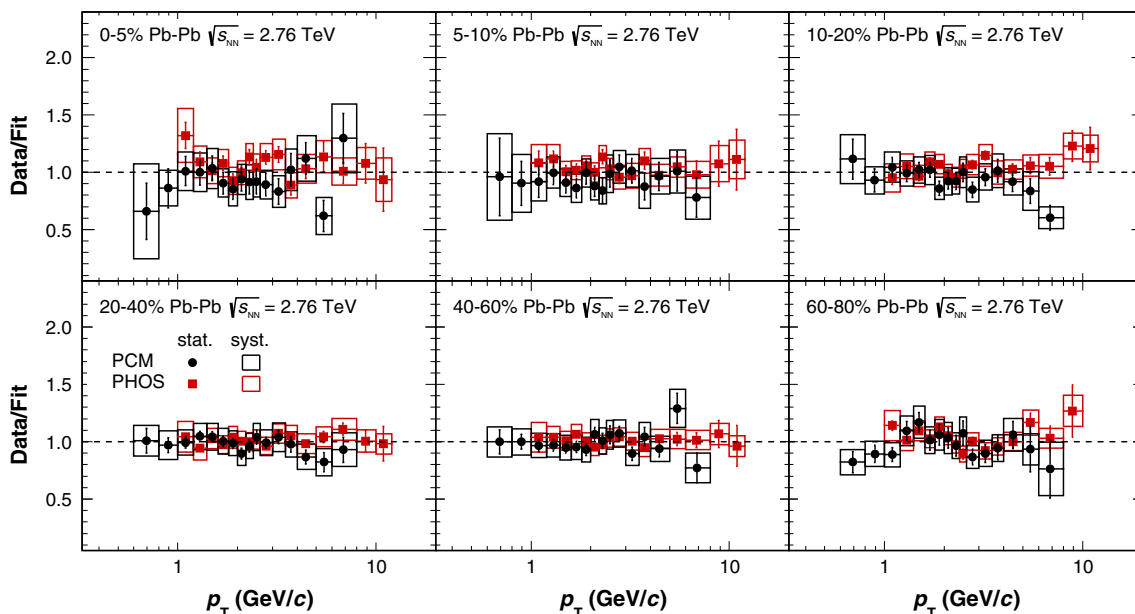 0-5% Pb-Pb √s_NN = 2.76 TeV
5-10% Pb-Pb √s_NN = 2.76 TeV
10-20% Pb-Pb √s_NN = 2.76 TeV
Data/Fit
2.0
1.5
1.0
0.5
20-40% Pb-Pb √s_NN = 2.76 TeV
40-60% Pb-Pb √s_NN = 2.76 TeV
60-80% Pb-Pb √s_NN = 2.76 TeV
stat. syst.
PCM
PHOS
Data/Fit
2.0
1.5
1.0
0.5
1 10
1 10
1 10
p_T (GeV/c)
p_T (GeV/c)
p_T (GeV/c)